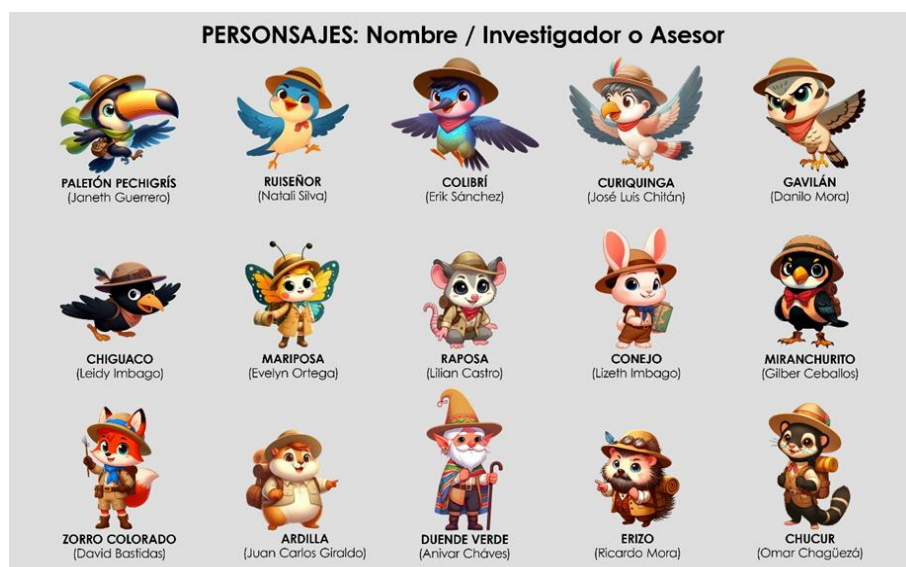 PERSONAJES: Nombre / Investigador o Asesor
PALETÓN PECHIGRÍS
(Janeth Guerrero)
RUISEÑOR
(Natali Silva)
COLIBRÍ
(Erik Sánchez)
CURIQUINGA
(José Luis Chitán)
GAVILÁN
(Danilo Mora)
CHIGUACO
(Leidy Imbago)
MARIPOSA
(Evelyn Ortega)
RAPOSA
(Lilian Castro)
CONEJO
(Lizeth Imbago)
MIRANCHURITO
(Gilber Ceballos)
ZORRO COLORADO
(David Bastidas)
ARDILLA
(Juan Carlos Giraldo)
DUENDE VERDE
(Anivar Cháves)
ERIZO
(Ricardo Mora)
CHUCUR
(Omar Chagüezá)